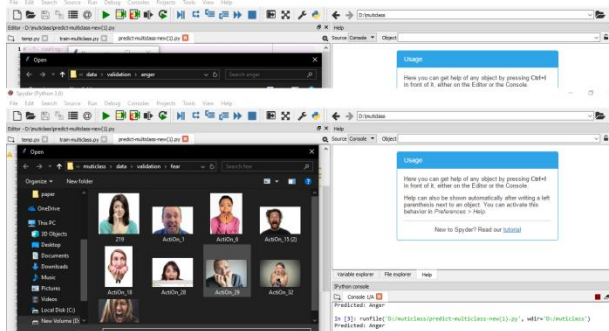 File Edit Search Source Run Debug Consoles Projects Tools View Help
D:\muticlass
Editor - D:\muticlass\predict-multiclass-new(1).py
Help
temp.py train-multiclass.py predict-multiclass-new(1).py
Source Console Object
Open
Usage
Here you can get help of any object by pressing Ctrl+I
in front of it, either on the Editor or the Console.
data › validation › anger
Search anger
Spyder (Python 3.6)
File Edit Search Source Run Debug Consoles Projects Tools View Help
D:\muticlass
Editor - D:\muticlass\predict-multiclass-new(1).py
Help
temp.py train-multiclass.py predict-multiclass-new(1).py
Source Console Object
Open
muticlass › data › validation › fear
Search fear
Organize New folder
paper
OneDrive
This PC
3D Objects
Desktop
Documents
Downloads
Music
Pictures
Videos
Local Disk (C:)
New Volume (D:)
219
ActiOn_1
ActiOn_6
ActiOn_15 (2)
ActiOn_18
ActiOn_28
ActiOn_29
ActiOn_32
Usage
Here you can get help of any object by pressing Ctrl+I
in front of it, either on the Editor or the Console.
Help can also be shown automatically after writing a left
parenthesis next to an object. You can activate this
behavior in Preferences > Help.
New to Spyder? Read our tutorial
Variable explorer File explorer Help
IPython console
Console 1/A
Predicted: Anger
In [3]: runfile('D:/muticlass/predict-multiclass-new(1).py', wdir='D:/muticlass')
Predicted: Anger